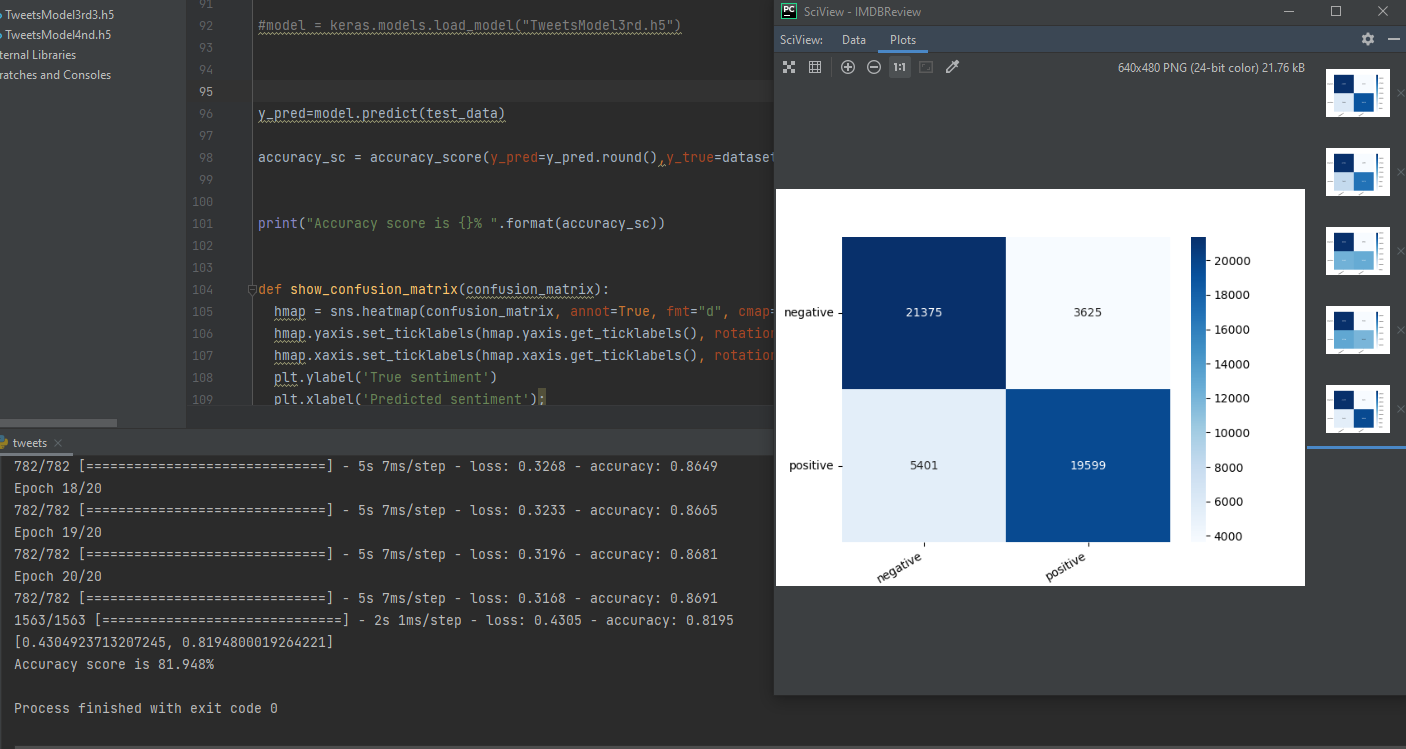 TweetsModel3rd3.h5
TweetsModel4nd.h5
ternal Libraries
ratches and Consoles
91
92 #model = keras.models.load_model("TweetsModel3rd.h5")
93
94
95
96 y_pred=model.predict(test_data)
97
98 accuracy_sc = accuracy_score(y_pred=y_pred.round(),y_true=dataset
99
100
101 print("Accuracy score is {}% ".format(accuracy_sc))
102
103
104 def show_confusion_matrix(confusion_matrix):
105 hmap = sns.heatmap(confusion_matrix, annot=True, fmt="d", cmap=
106 hmap.yaxis.set_ticklabels(hmap.yaxis.get_ticklabels(), rotation
107 hmap.xaxis.set_ticklabels(hmap.xaxis.get_ticklabels(), rotation
108 plt.ylabel('True sentiment')
109 plt.xlabel('Predicted sentiment');
tweets
782/782 [==============================] - 5s 7ms/step - loss: 0.3268 - accuracy: 0.8649
Epoch 18/20
782/782 [==============================] - 5s 7ms/step - loss: 0.3233 - accuracy: 0.8665
Epoch 19/20
782/782 [==============================] - 5s 7ms/step - loss: 0.3196 - accuracy: 0.8681
Epoch 20/20
782/782 [==============================] - 5s 7ms/step - loss: 0.3168 - accuracy: 0.8691
1563/1563 [==============================] - 2s 1ms/step - loss: 0.4305 - accuracy: 0.8195
[0.4304923713207245, 0.8194800019264221]
Accuracy score is 81.948%
Process finished with exit code 0
PC
SciView - IMDBReview
SciView: Data Plots
1:1
640x480 PNG (24-bit color) 21.76 kB
negative
positive
21375
3625
5401
19599
negative
positive
20000
18000
16000
14000
12000
10000
8000
6000
4000